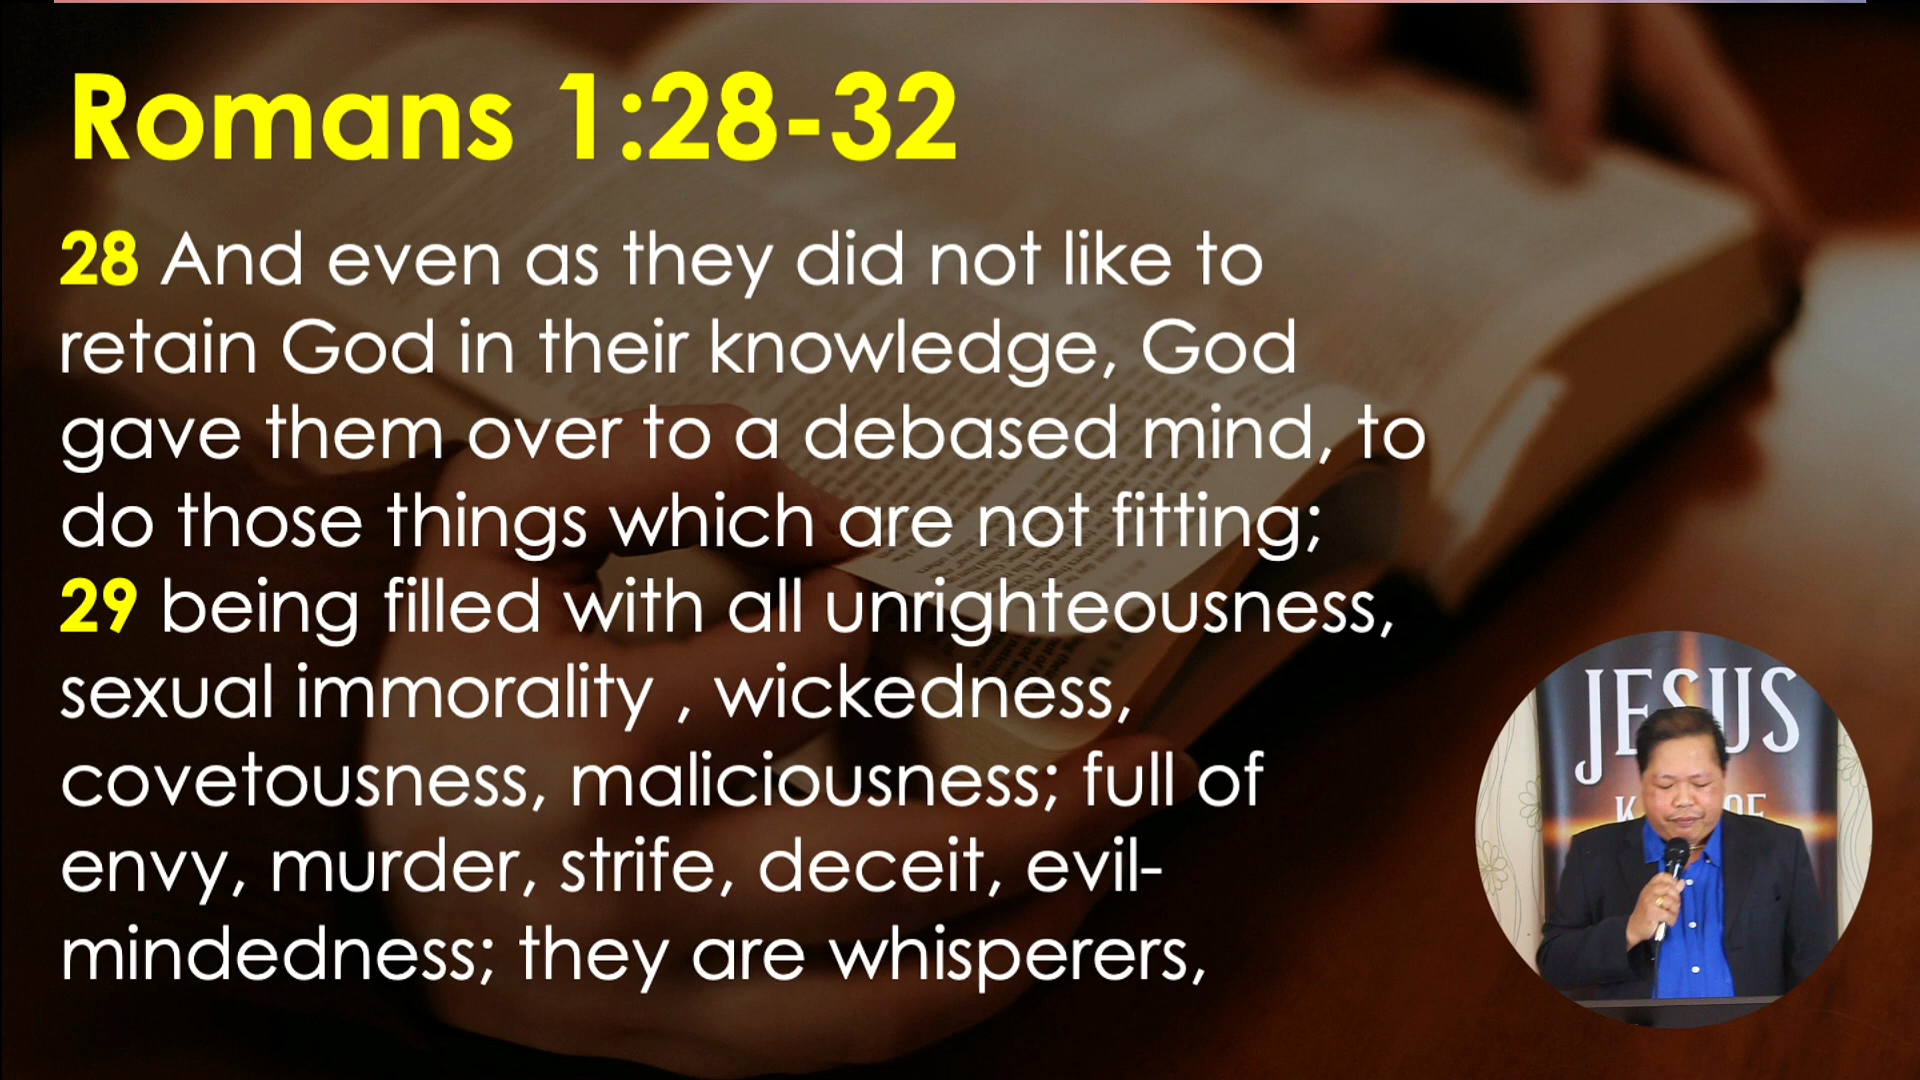 Romans 1:28-32
28 And even as they did not like to
retain God in their knowledge, God
gave them over to a debased mind, to
do those things which are not fitting;
29 being filled with all unrighteousness,
sexual immorality , wickedness,
covetousness, maliciousness; full of
envy, murder, strife, deceit, evil-
mindedness; they are whisperers,
JESUS